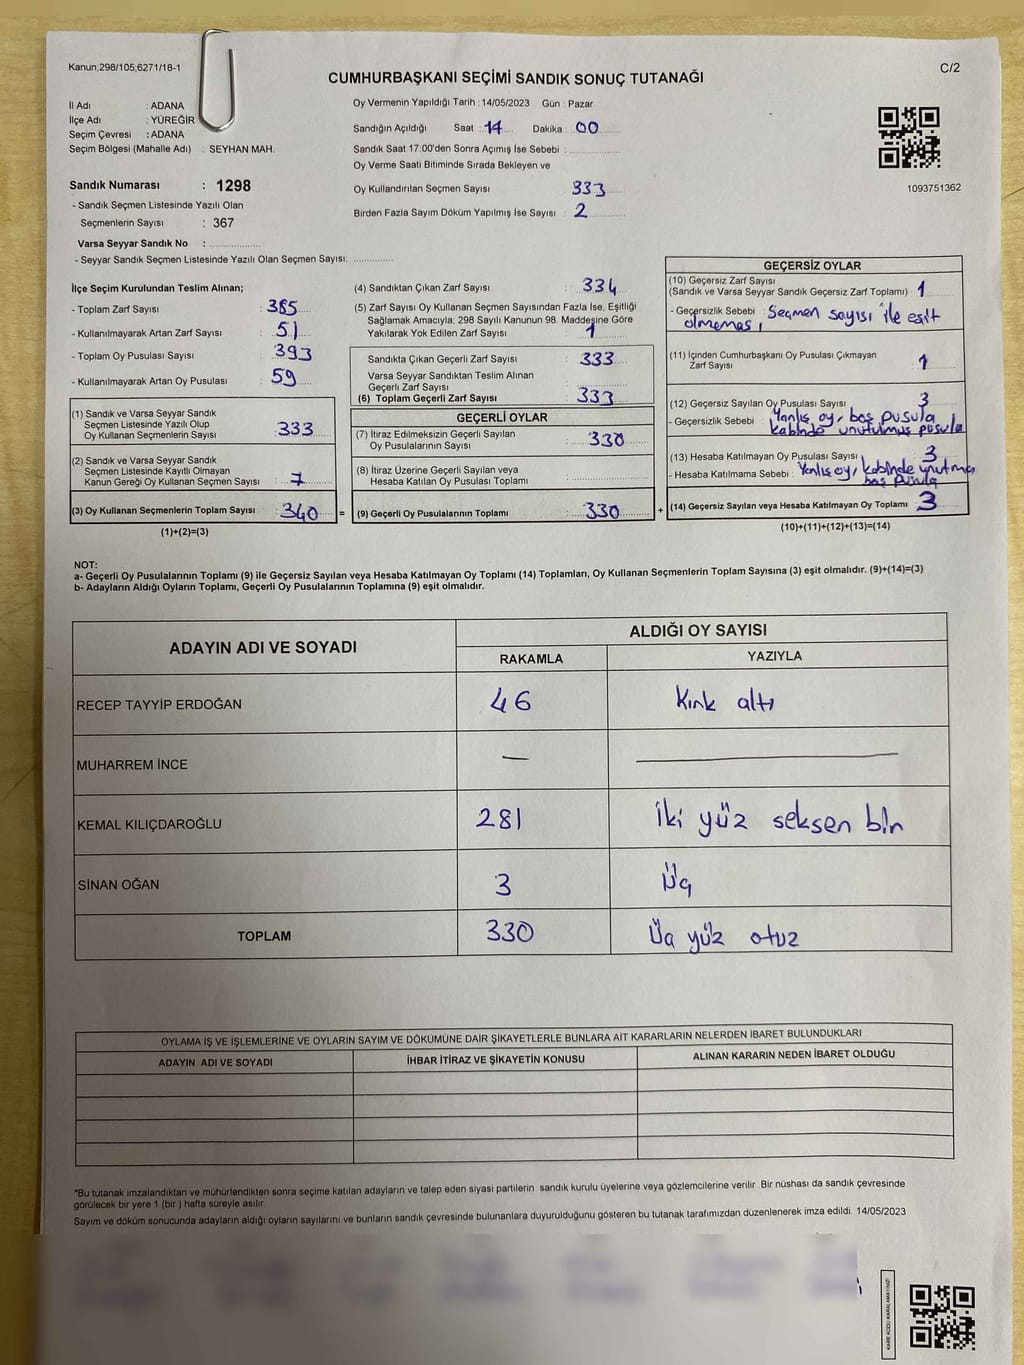 Kanun;298/105,6271/18-1
C/2
CUMHURBAŞKANI SEÇİMİ SANDIK SONUÇ TUTANAĞI
İl Adı : ADANA
İlçe Adı : YÜREĞİR
Seçim Çevresi : ADANA
Seçim Bölgesi (Mahalle Adı) : SEYHAN MAH.
Sandık Numarası : 1298
- Sandık Seçmen Listesinde Yazılı Olan
Seçmenlerin Sayısı : 367
Varsa Seyyar Sandık No :
- Seyyar Sandık Seçmen Listesinde Yazılı Olan Seçmen Sayısı:
Oy Vermenin Yapıldığı Tarih : 14/05/2023 Gün : Pazar
Sandığın Açıldığı Saat : 14 Dakika : 00
Sandık Saat 17:00'den Sonra Açımış İse Sebebi :
Oy Verme Saati Bitiminde Sırada Bekleyen ve
Oy Kullandırılan Seçmen Sayısı 333
Birden Fazla Sayım Döküm Yapılmış İse Sayısı : 2
1093751362
İlçe Seçim Kurulundan Teslim Alınan;
- Toplam Zarf Sayısı : 385
- Kullanılmayarak Artan Zarf Sayısı : 51
- Toplam Oy Pusulası Sayısı : 393
- Kullanılmayarak Artan Oy Pusulası : 59
(1) Sandık ve Varsa Seyyar Sandık
Seçmen Listesinde Yazılı Olup
Oy Kullanan Seçmenlerin Sayısı : 333
(2) Sandık ve Varsa Seyyar Sandık
Seçmen Listesinde Kayıtlı Olmayan
Kanun Gereği Oy Kullanan Seçmen Sayısı : 7
(3) Oy Kullanan Seçmenlerin Toplam Sayısı : 340 =
(1)+(2)=(3)
(4) Sandıktan Çıkan Zarf Sayısı : 334
(5) Zarf Sayısı Oy Kullanan Seçmen Sayısından Fazla İse, Eşitliği
Sağlamak Amacıyla, 298 Sayılı Kanunun 98. Maddesine Göre
Yakılarak Yok Edilen Zarf Sayısı : 1
Sandıkta Çıkan Geçerli Zarf Sayısı : 333
Varsa Seyyar Sandıktan Teslim Alınan
Geçerli Zarf Sayısı :
(6) Toplam Geçerli Zarf Sayısı : 333
GEÇERLİ OYLAR
(7) İtiraz Edilmeksizin Geçerli Sayılan
Oy Pusulalarının Sayısı : 330
(8) İtiraz Üzerine Geçerli Sayılan veya
Hesaba Katılan Oy Pusulası Toplamı :
(9) Geçerli Oy Pusulalarının Toplamı : 330 +
GEÇERSİZ OYLAR
(10) Geçersiz Zarf Sayısı
(Sandık ve Varsa Seyyar Sandık Geçersiz Zarf Toplamı) : 1
- Geçersizlik Sebebi : Seçmen sayısı ile eşit
olmaması
(11) İçinden Cumhurbaşkanı Oy Pusulası Çıkmayan
Zarf Sayısı : 1
(12) Geçersiz Sayılan Oy Pusulası Sayısı : 3
- Geçersizlik Sebebi : Yanlış oy, boş pusula
kabinde unutulmuş pusula
(13) Hesaba Katılmayan Oy Pusulası Sayısı : 3
- Hesaba Katılmama Sebebi : Yanlış oy, kabinde unutma
boş pusula
(14) Geçersiz Sayılan veya Hesaba Katılmayan Oy Toplamı : 3
(10)+(11)+(12)+(13)=(14)
NOT:
a- Geçerli Oy Pusulalarının Toplamı (9) ile Geçersiz Sayılan veya Hesaba Katılmayan Oy Toplamı (14) Toplamları, Oy Kullanan Seçmenlerin Toplam Sayısına (3) eşit olmalıdır. (9)+(14)=(3)
b- Adayların Aldığı Oyların Toplamı, Geçerli Oy Pusulalarının Toplamına (9) eşit olmalıdır.
ADAYIN ADI VE SOYADI
ALDIĞI OY SAYISI
RAKAMLA YAZIYLA
RECEP TAYYİP ERDOĞAN 46 Kırk altı
MUHARREM İNCE —
KEMAL KILIÇDAROĞLU 281 İki yüz seksen bir
SİNAN OĞAN 3 Üç
TOPLAM 330 Üç yüz otuz
OYLAMA İŞ VE İŞLEMLERİNE VE OYLARIN SAYIM VE DÖKÜMÜNE DAİR ŞİKAYETLERLE BUNLARA AİT KARARLARIN NELERDEN İBARET BULUNDUKLARI
ADAYIN ADI VE SOYADI İHBAR İTİRAZ VE ŞİKAYETİN KONUSU ALINAN KARARIN NEDEN İBARET OLDUĞU
*Bu tutanak imzalandıktan ve mühürlendikten sonra seçime katılan adayların ve talep eden siyasi partilerin sandık kurulu üyelerine veya gözlemcilerine verilir .Bir nüshası da sandık çevresinde
görülecek bir yere 1 (bir ) hafta süreyle asılır
Sayım ve döküm sonucunda adayların aldığı oyların sayılarını ve bunların sandık çevresinde bulunanlara duyurulduğunu gösteren bu tutanak tarafımızdan düzenlenerek imza edildi. 14/05/2023
KARE KODU KARALAMAYINIZ!